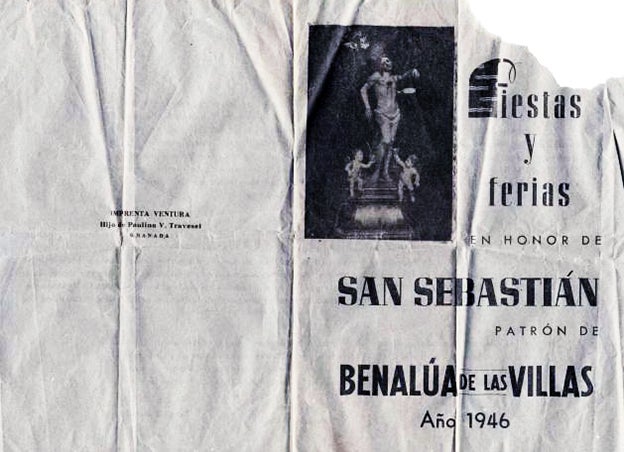 IMPRENTA VENTURA
Hijo de Paulino V. Traveset
GRANADA
Fiestas
y
ferias
EN HONOR DE
SAN SEBASTIÁN
PATRÓN DE
BENALÚA DE LAS VILLAS
Año 1946